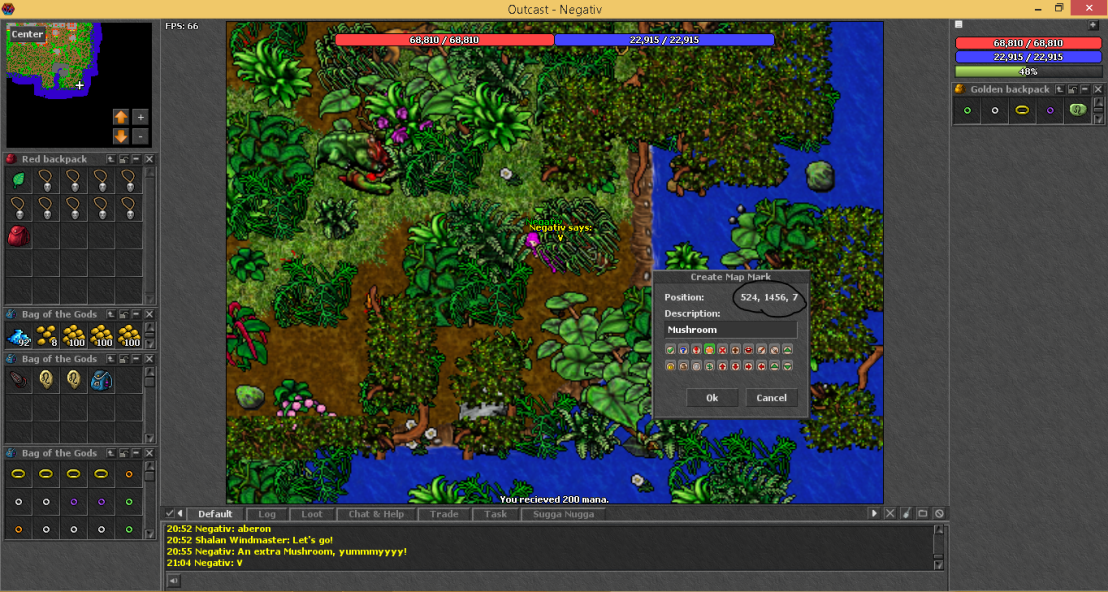 Outcast - Negativ
Center
FPS: 66
68,810 / 68,810
22,915 / 22,915
68,810 / 68,810
22,915 / 22,915
48%
Golden backpack
Red backpack
Bag of the Gods
92
8
100
100
100
Bag of the Gods
Bag of the Gods
Negativ
Negativ says:
V
Create Map Mark
Position: 524, 1456, 7
Description:
Mushroom
Ok Cancel
You recieved 200 mana.
Default Log Loot Chat & Help Trade Task Sugga Nugga
20:52 Negativ: aberon
20:52 Shalan Windmaster: Let's go!
20:55 Negativ: An extra Mushroom, yummmyyyy!
21:04 Negativ: V